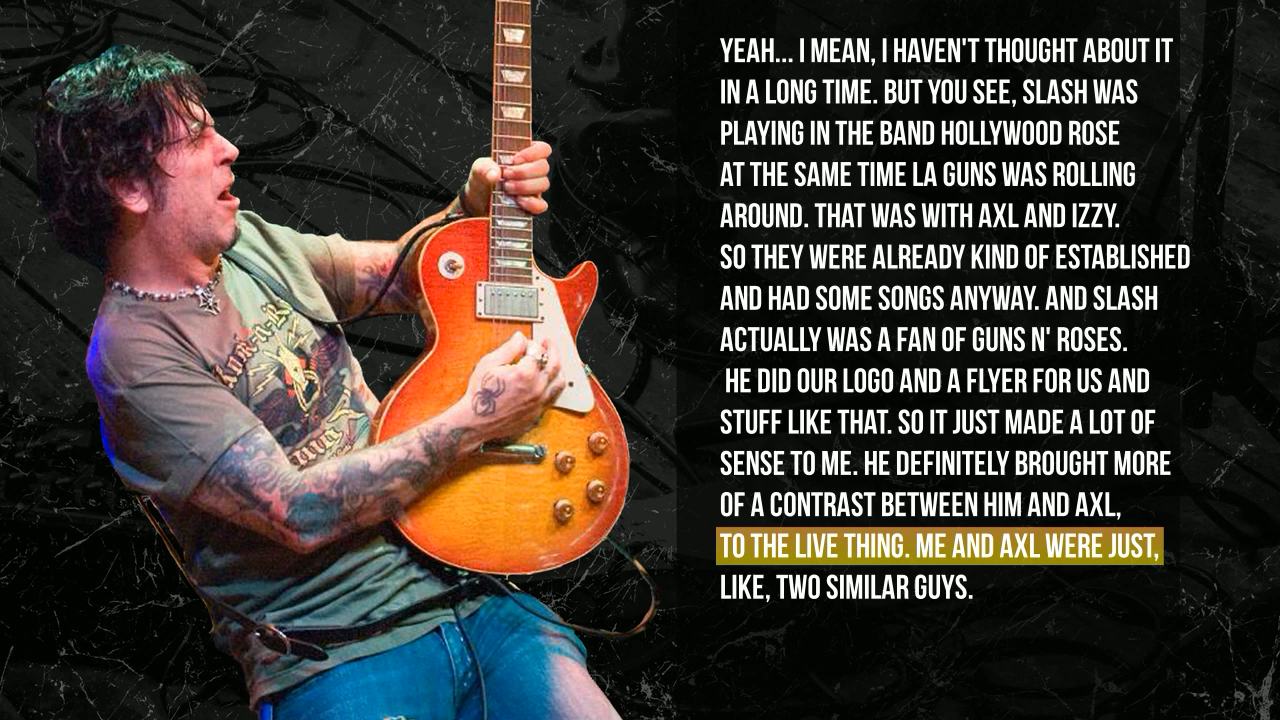 YEAH... I MEAN, I HAVEN'T THOUGHT ABOUT IT
IN A LONG TIME. BUT YOU SEE, SLASH WAS
PLAYING IN THE BAND HOLLYWOOD ROSE
AT THE SAME TIME LA GUNS WAS ROLLING
AROUND. THAT WAS WITH AXL AND IZZY.
SO THEY WERE ALREADY KIND OF ESTABLISHED
AND HAD SOME SONGS ANYWAY. AND SLASH
ACTUALLY WAS A FAN OF GUNS N' ROSES.
HE DID OUR LOGO AND A FLYER FOR US AND
STUFF LIKE THAT. SO IT JUST MADE A LOT OF
SENSE TO ME. HE DEFINITELY BROUGHT MORE
OF A CONTRAST BETWEEN HIM AND AXL,
TO THE LIVE THING. ME AND AXL WERE JUST,
LIKE, TWO SIMILAR GUYS.